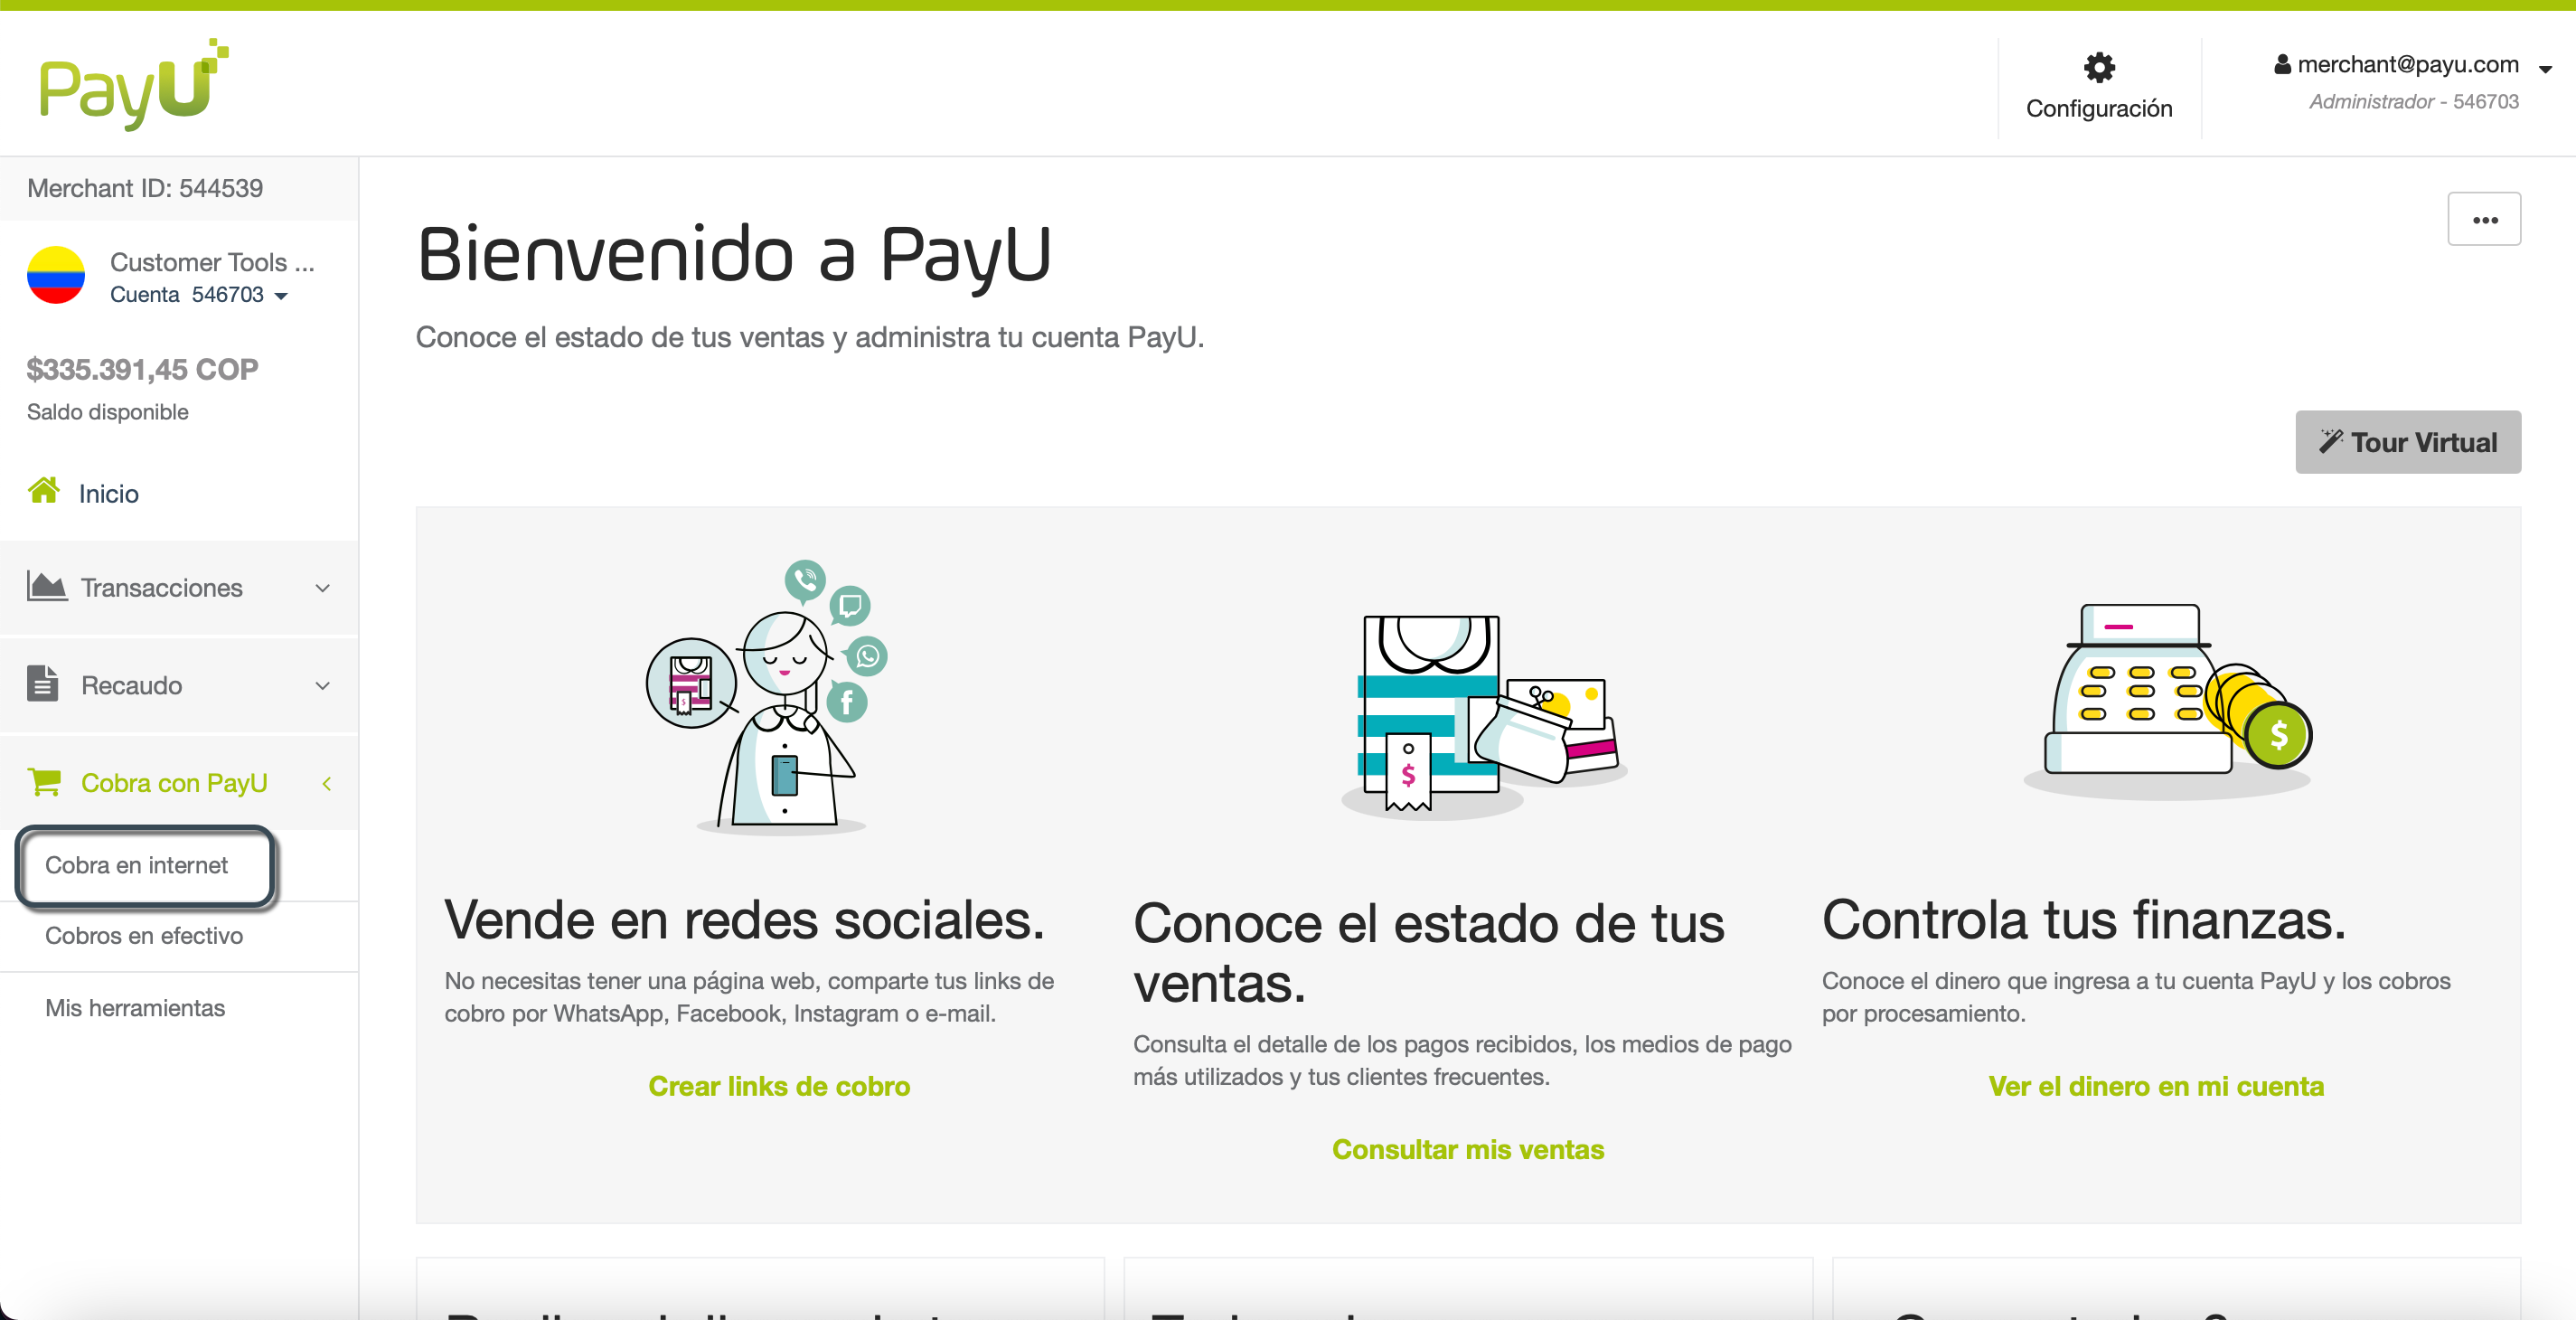 PayU
Configuración
merchant@payu.com
Administrador - 546703
Merchant ID: 544539
Customer Tools ...
Cuenta 546703
$335.391,45 COP
Saldo disponible
Inicio
Transacciones
Recaudo
Cobra con PayU
Cobra en internet
Cobros en efectivo
Mis herramientas
Bienvenido a PayU
Conoce el estado de tus ventas y administra tu cuenta PayU.
Tour Virtual
Vende en redes sociales.
No necesitas tener una página web, comparte tus links de
cobro por WhatsApp, Facebook, Instagram o e-mail.
Crear links de cobro
Conoce el estado de tus
ventas.
Consulta el detalle de los pagos recibidos, los medios de pago
más utilizados y tus clientes frecuentes.
Consultar mis ventas
Controla tus finanzas.
Conoce el dinero que ingresa a tu cuenta PayU y los cobros
por procesamiento.
Ver el dinero en mi cuenta